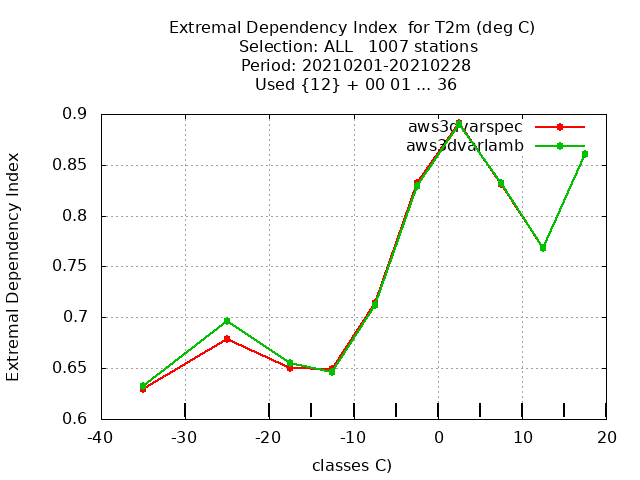 Extremal Dependency Index  for T2m (deg C)
Selection: ALL   1007 stations
Period: 20210201-20210228
Used {12} + 00 01 ... 36
aws3dvarspec
aws3dvarlamb
0.9
0.85
0.8
0.75
0.7
0.65
0.6
Extremal Dependency Index
-40 -30 -20 -10 0 10 20
classes C)